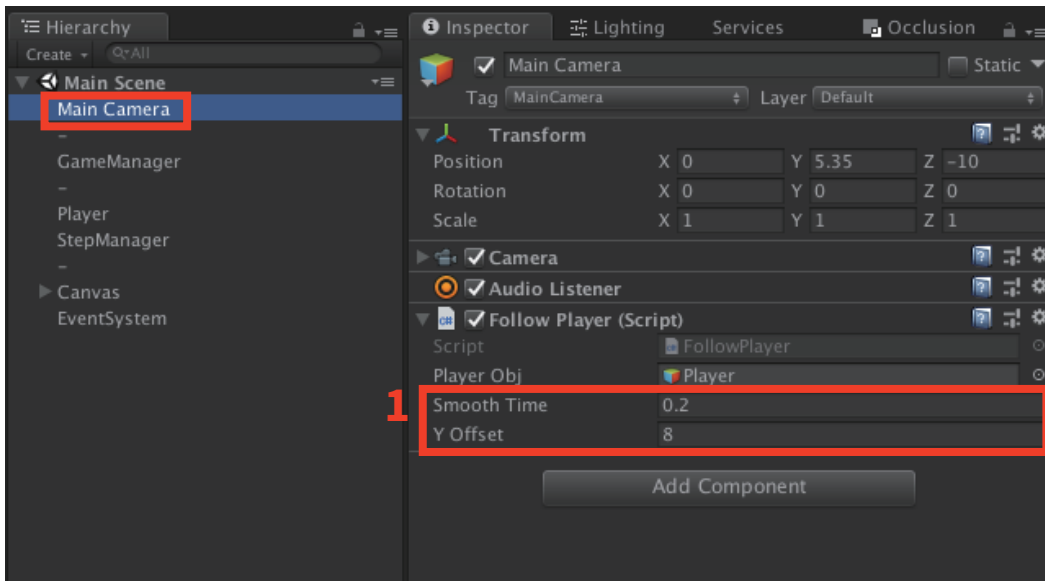 Hierarchy
Create All
Main Scene
Main Camera
–
GameManager
–
Player
StepManager
–
Canvas
EventSystem
Inspector Lighting Services Occlusion
Main Camera Static
Tag MainCamera Layer Default
Transform
Position X 0 Y 5.35 Z -10
Rotation X 0 Y 0 Z 0
Scale X 1 Y 1 Z 1
Camera
Audio Listener
C# Follow Player (Script)
Script FollowPlayer
Player Obj Player
1
Smooth Time 0.2
Y Offset 8
Add Component